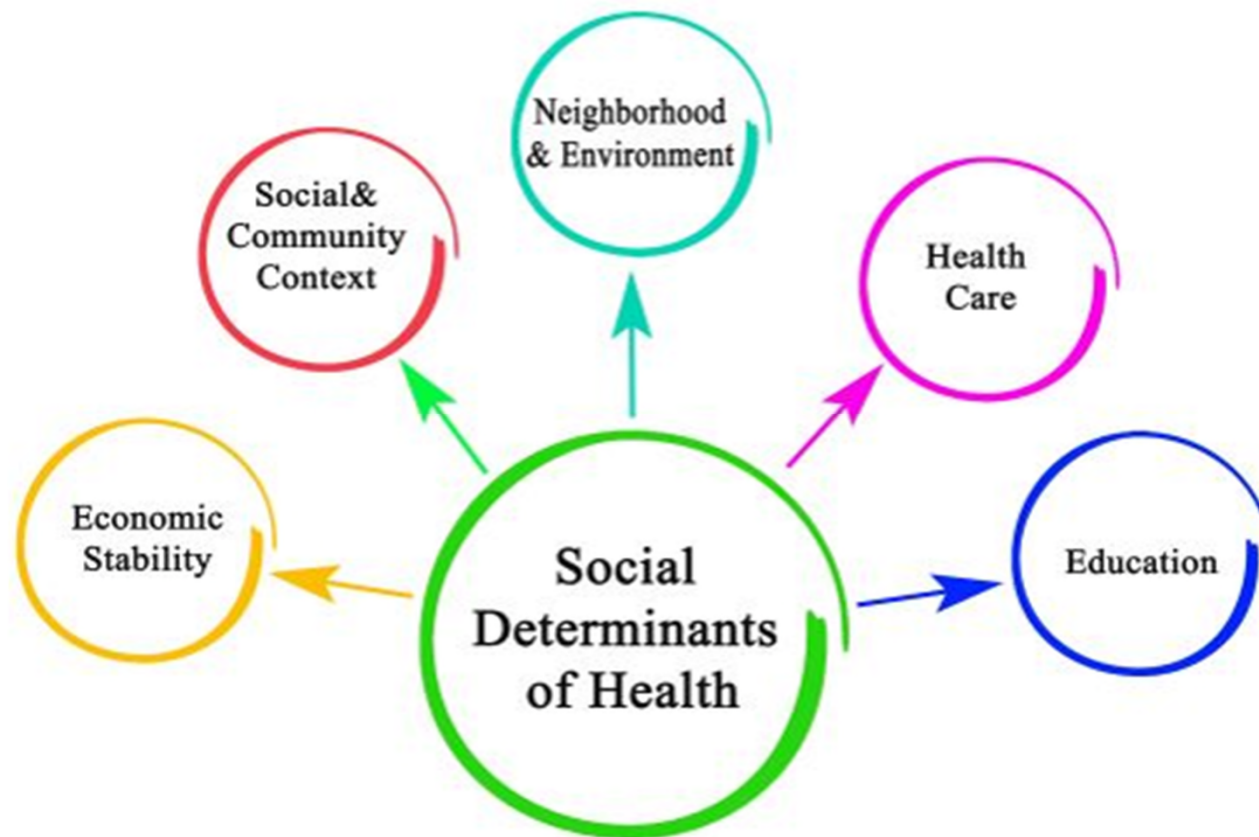 Neighborhood
& Environment
Social&
Community
Context
Health
Care
Economic
Stability
Education
Social
Determinants
of Health